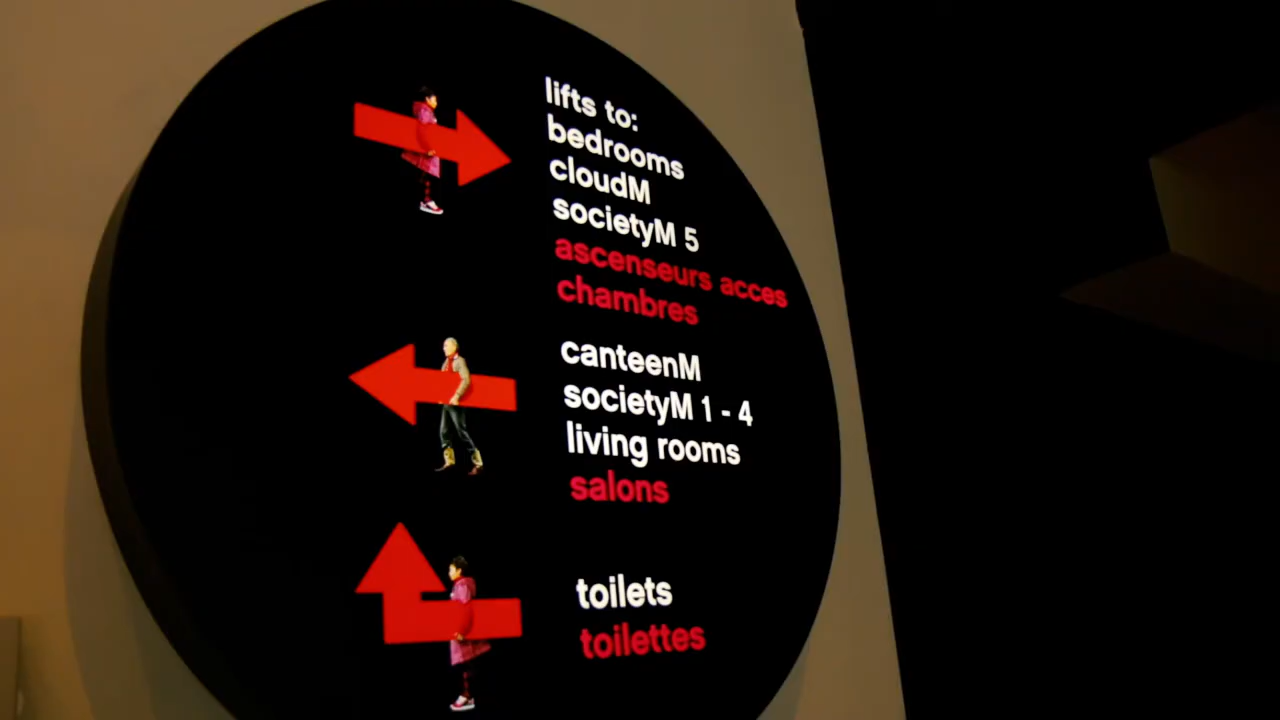 lifts to:
bedrooms
cloudM
societyM 5
ascenseurs acces
chambres
canteenM
societyM 1 - 4
living rooms
salons
toilets
toilettes